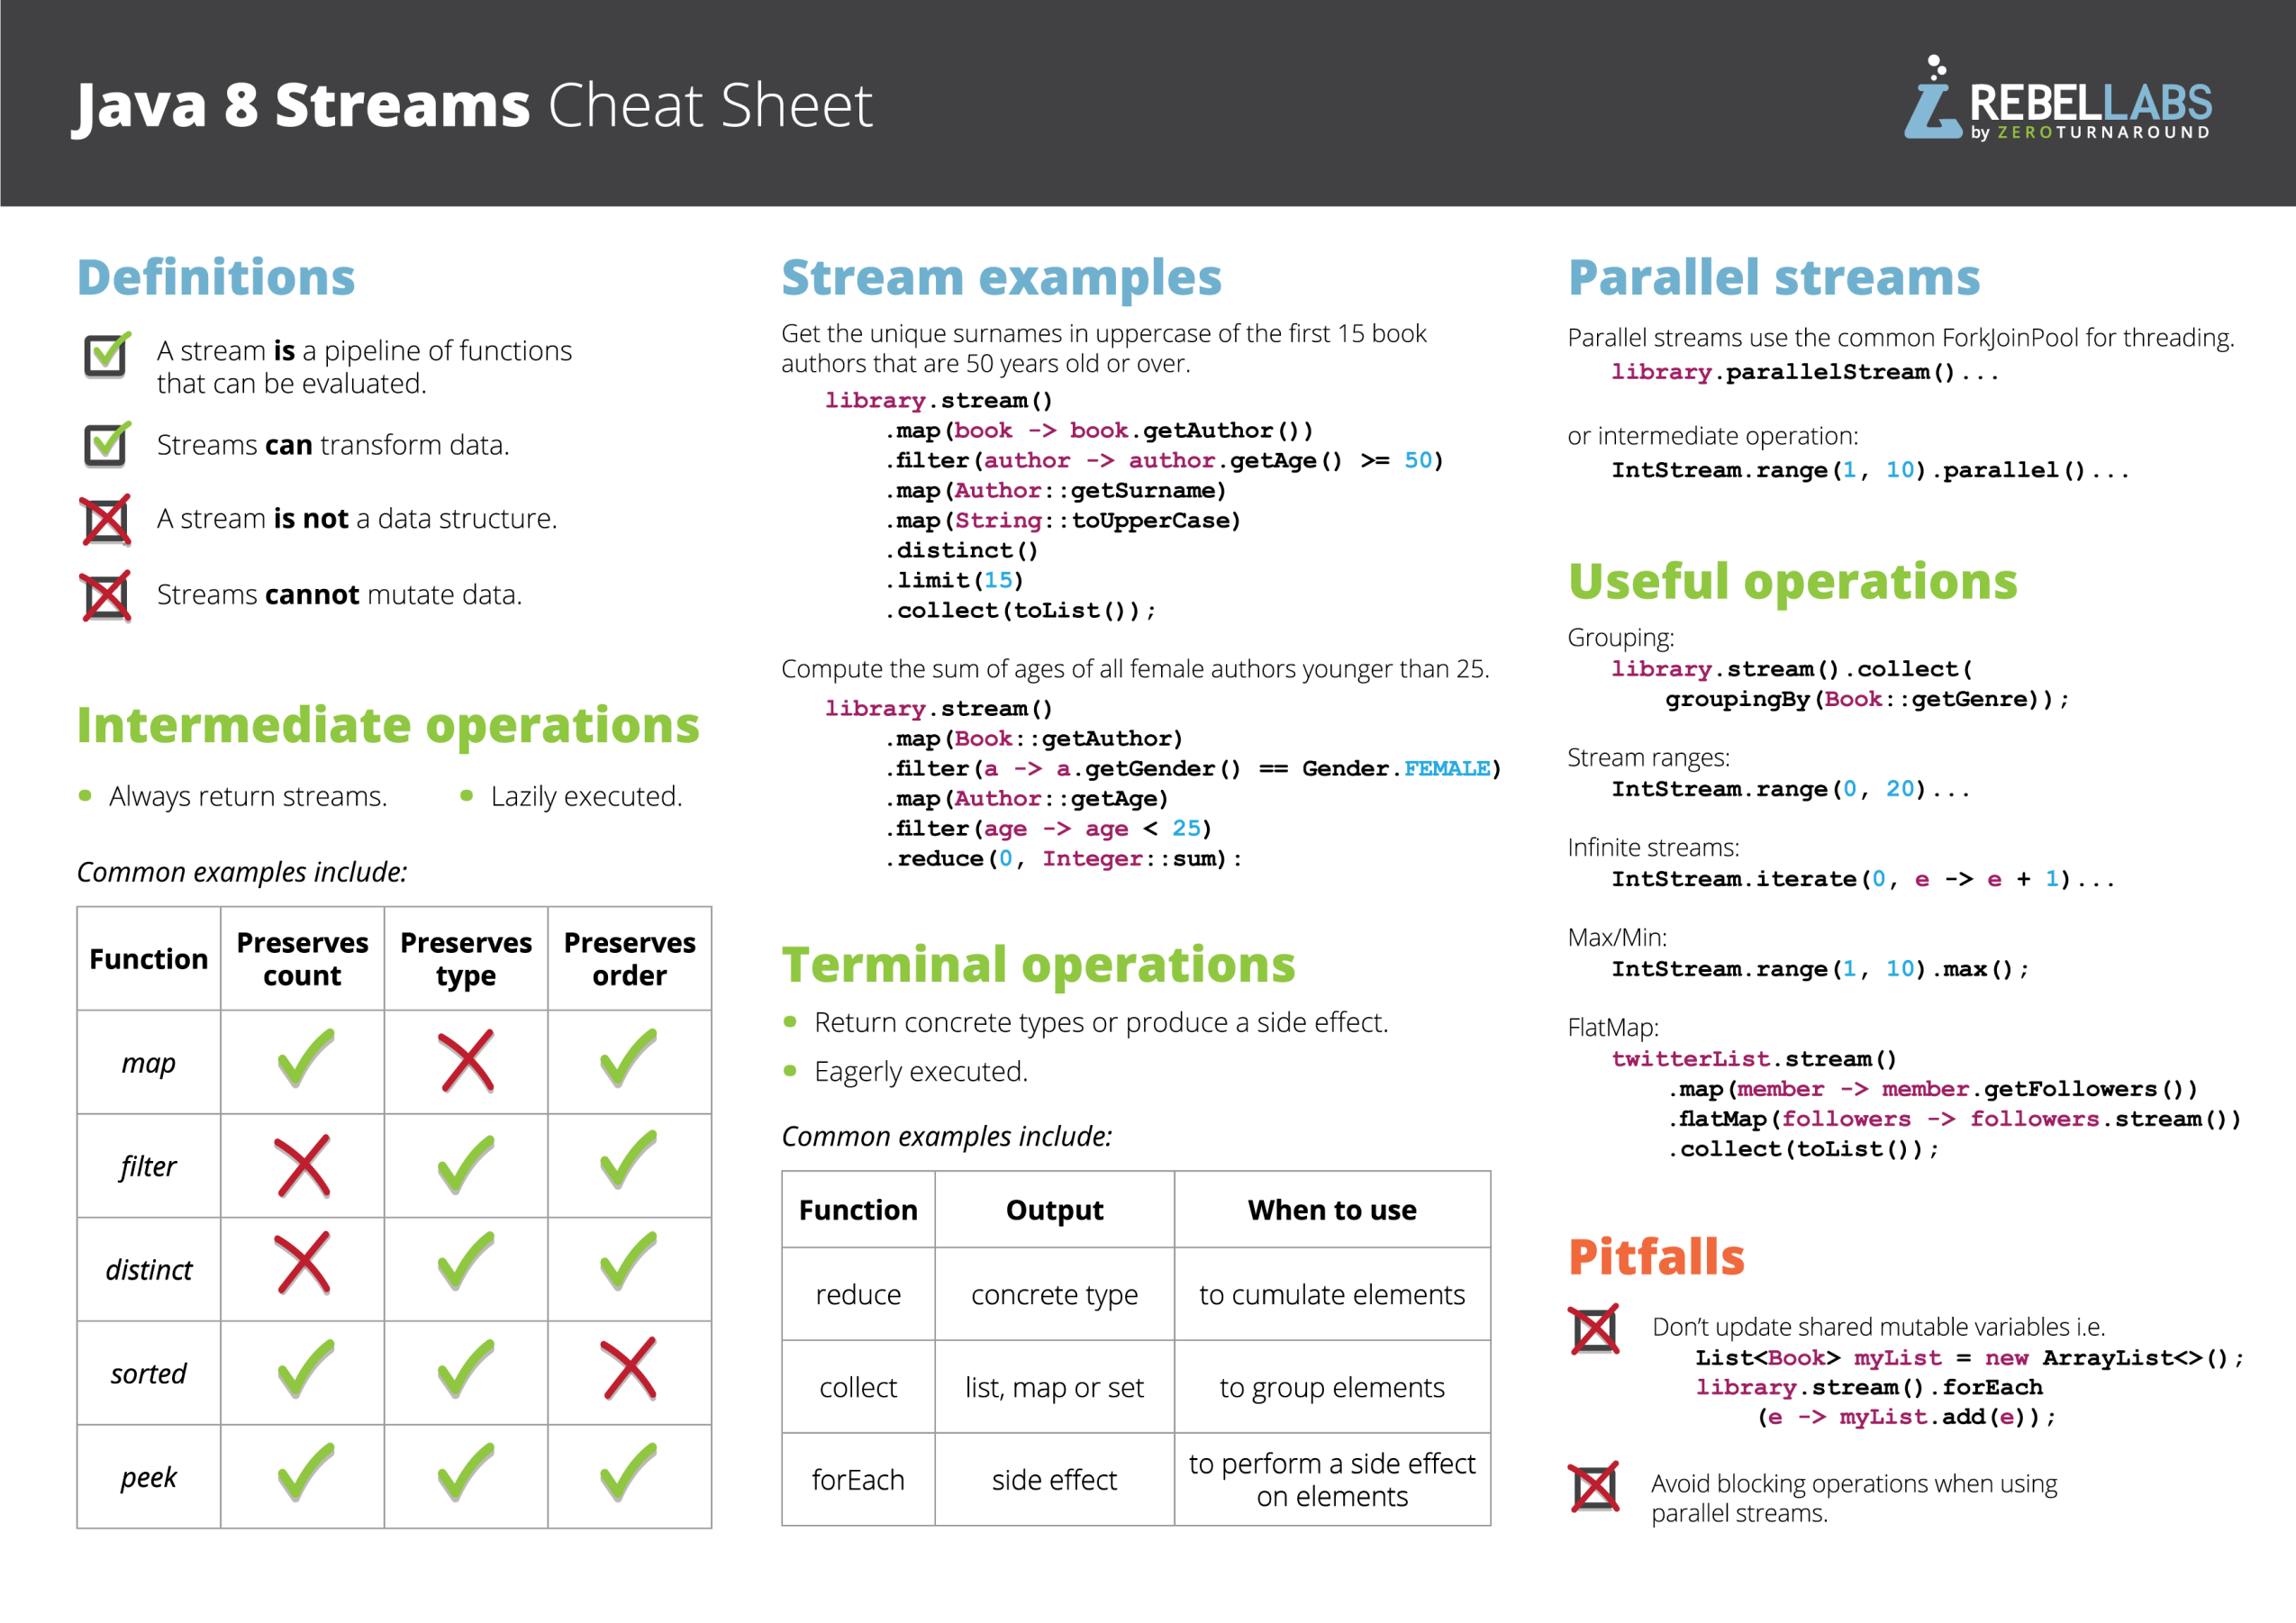 Java 8 Streams Cheat Sheet
REBELLABS
by ZEROTURNAROUND
Definitions
A stream is a pipeline of functions
that can be evaluated.
Streams can transform data.
A stream is not a data structure.
Streams cannot mutate data.
Intermediate operations
• Always return streams.
• Lazily executed.
Common examples include:
Function
Preserves
count
Preserves
type
Preserves
order
map
filter
distinct
sorted
peek
Stream examples
Get the unique surnames in uppercase of the first 15 book
authors that are 50 years old or over.
library.stream()
.map(book -> book.getAuthor())
.filter(author -> author.getAge() >= 50)
.map(Author::getSurname)
.map(String::toUpperCase)
.distinct()
.limit(15)
.collect(toList());
Compute the sum of ages of all female authors younger than 25.
library.stream()
.map(Book::getAuthor)
.filter(a -> a.getGender() == Gender.FEMALE)
.map(Author::getAge)
.filter(age -> age < 25)
.reduce(0, Integer::sum):
Terminal operations
• Return concrete types or produce a side effect.
• Eagerly executed.
Common examples include:
Function
Output
When to use
reduce
concrete type
to cumulate elements
collect
list, map or set
to group elements
forEach
side effect
to perform a side effect
on elements
Parallel streams
Parallel streams use the common ForkJoinPool for threading.
library.parallelStream()...
or intermediate operation:
IntStream.range(1, 10).parallel()...
Useful operations
Grouping:
library.stream().collect(
groupingBy(Book::getGenre));
Stream ranges:
IntStream.range(0, 20)...
Infinite streams:
IntStream.iterate(0, e -> e + 1)...
Max/Min:
IntStream.range(1, 10).max();
FlatMap:
twitterList.stream()
.map(member -> member.getFollowers())
.flatMap(followers -> followers.stream())
.collect(toList());
Pitfalls
Don’t update shared mutable variables i.e.
List<Book> myList = new ArrayList<>();
library.stream().forEach
(e -> myList.add(e));
Avoid blocking operations when using
parallel streams.